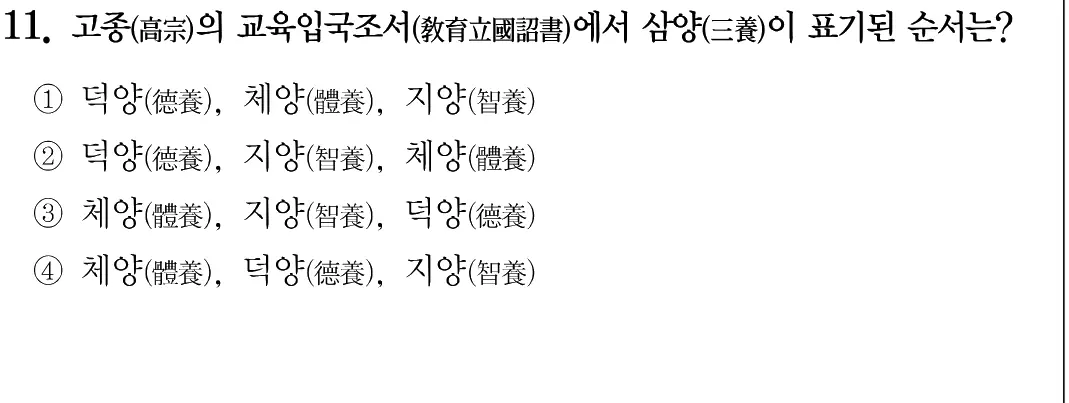 11. 고종(高宗)의 교육입국조서(敎育立國詔書)에서 삼양(三養)이 표기된 순서는?
① 덕양(德養), 체양(體養), 지양(智養)
② 덕양(德養), 지양(智養), 체양(體養)
③ 체양(體養), 지양(智養), 덕양(德養)
④ 체양(體養), 덕양(德養), 지양(智養)